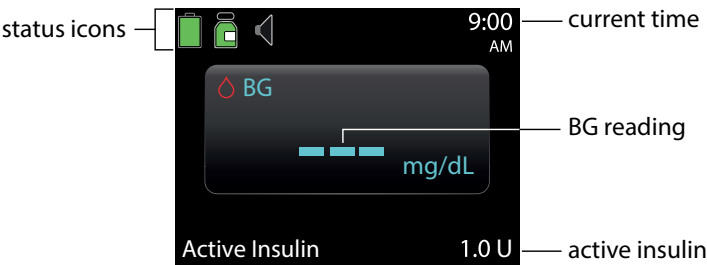 status icons
9:00
AM
current time
BG
BG reading
mg/dL
Active Insulin 1.0 U
active insulin